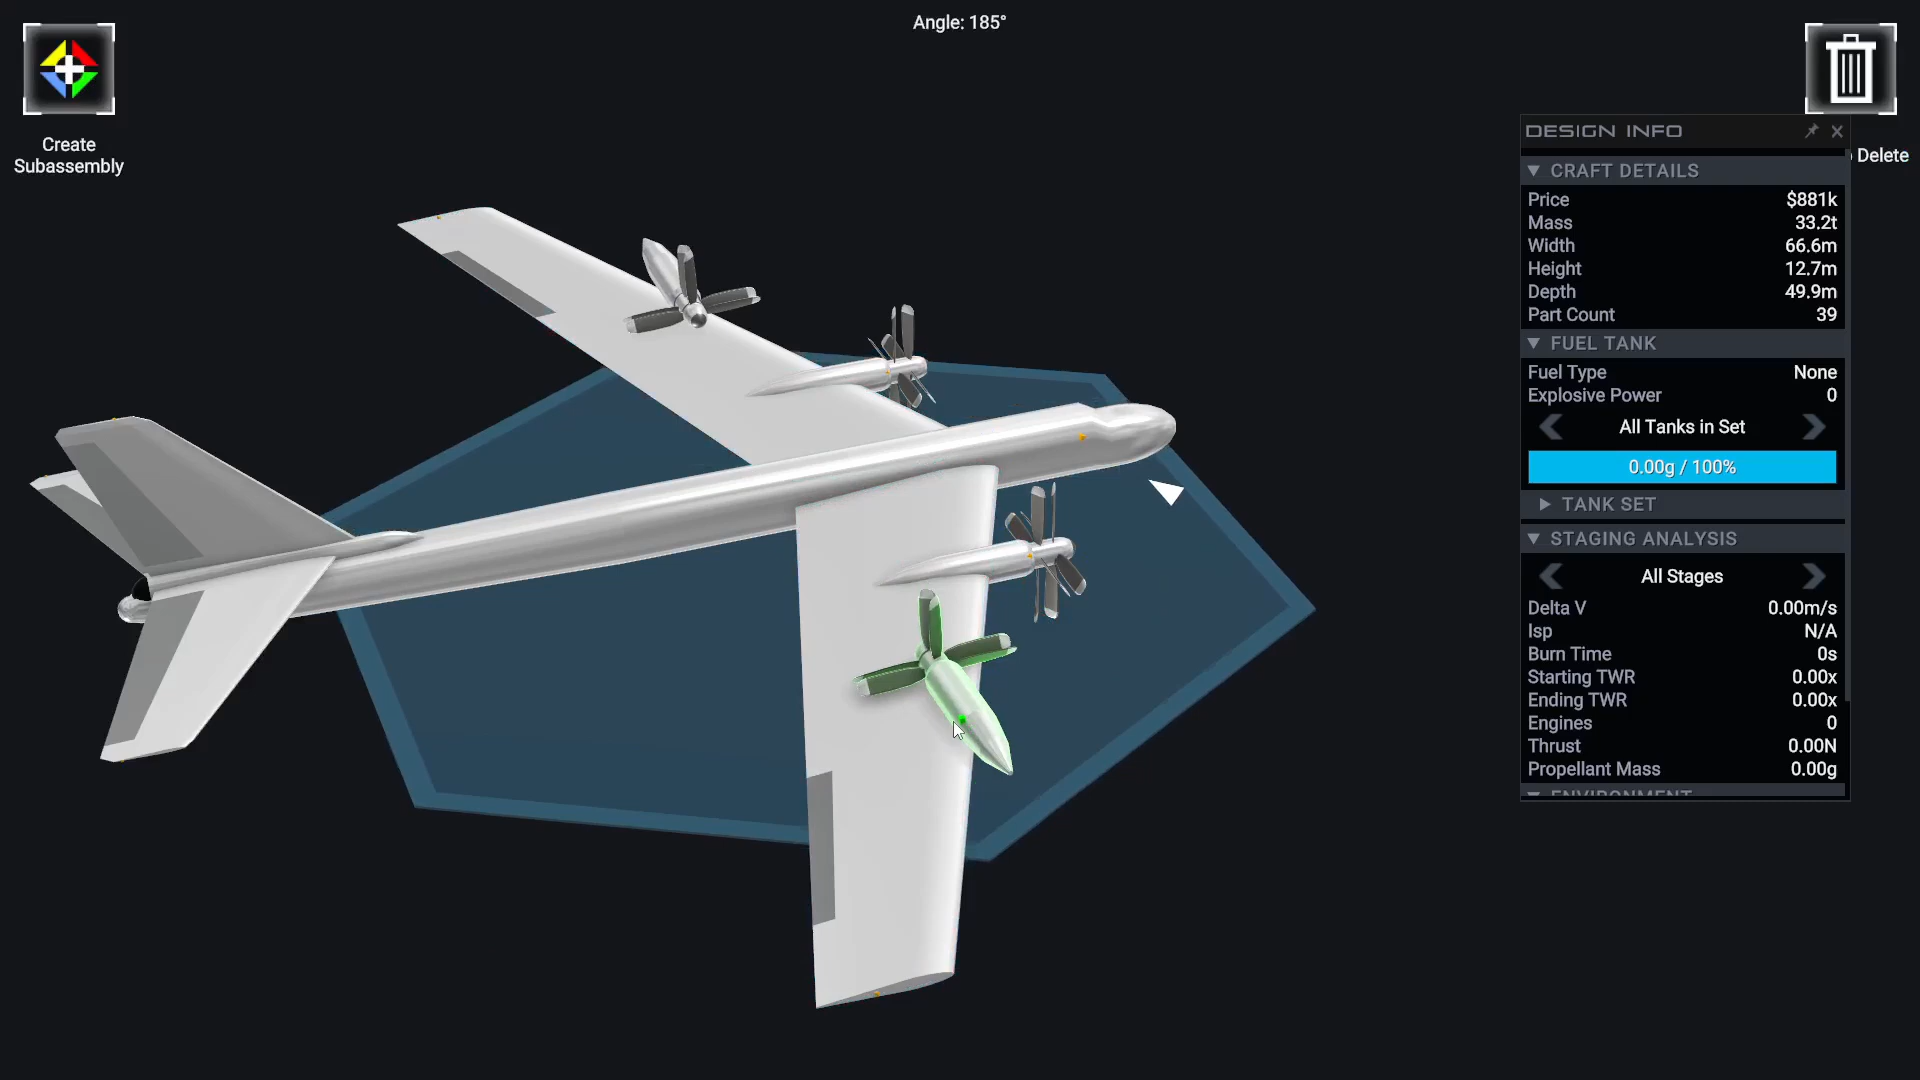 Angle: 185°
Create
Subassembly
Delete
DESIGN INFO
CRAFT DETAILS
Price $881k
Mass 33.2t
Width 66.6m
Height 12.7m
Depth 49.9m
Part Count 39
FUEL TANK
Fuel Type None
Explosive Power 0
All Tanks in Set
0.00g / 100%
TANK SET
STAGING ANALYSIS
All Stages
Delta V 0.00m/s
Isp N/A
Burn Time 0s
Starting TWR 0.00x
Ending TWR 0.00x
Engines 0
Thrust 0.00N
Propellant Mass 0.00g
ENVIRONMENT